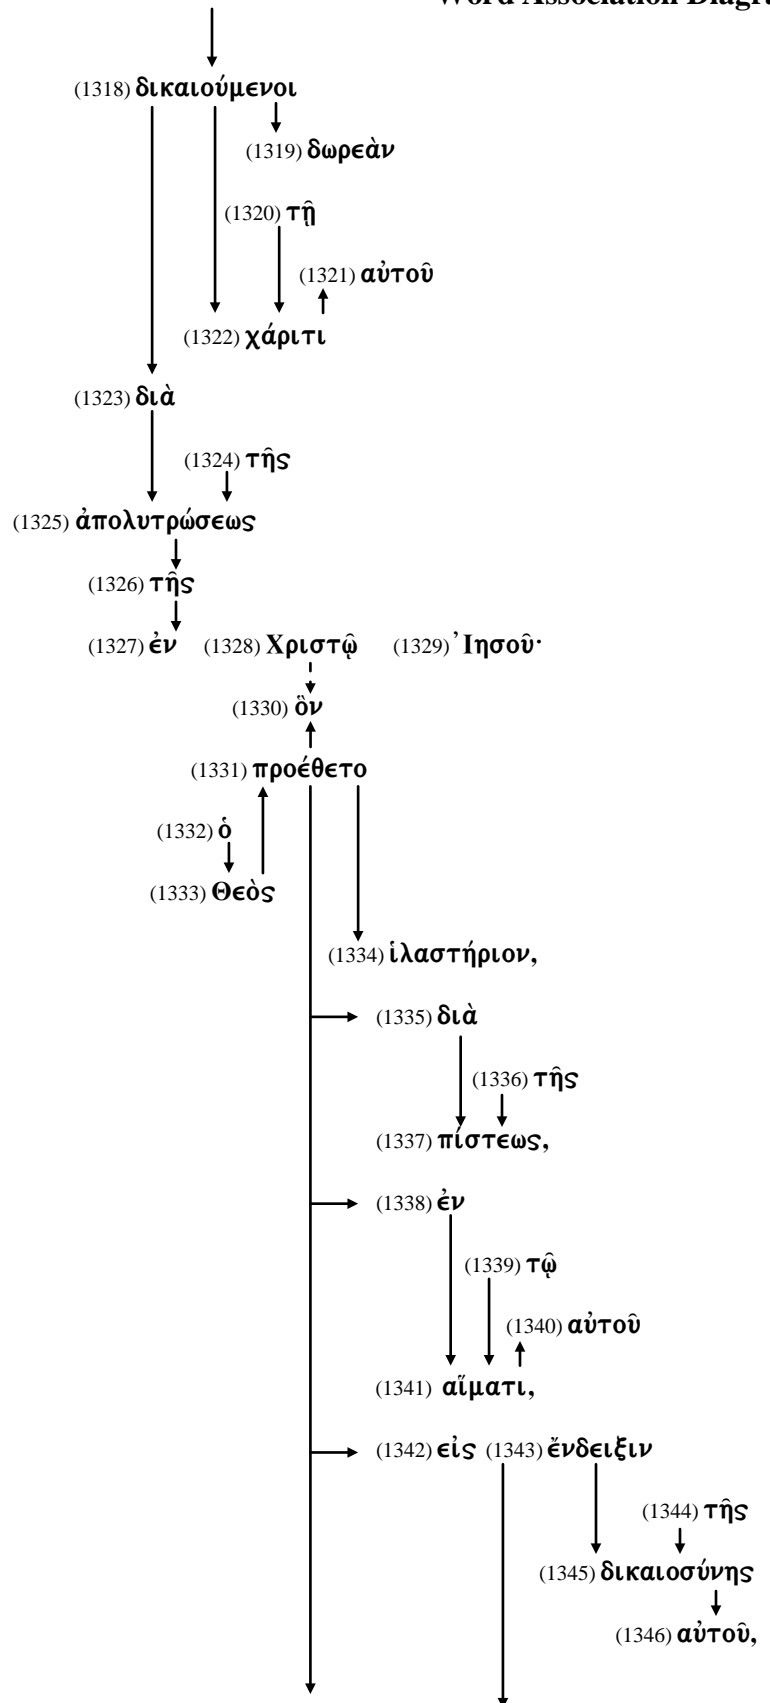 Word Association Diagr
(1318) δικαιούμενοι
(1319) δωρεὰν
(1320) τῇ
(1321) αὐτοῦ
(1322) χάριτι
(1323) διὰ
(1324) τῆς
(1325) ἀπολυτρώσεως
(1326) τῆς
(1327) ἐν (1328) Χριστῷ (1329) Ἰησοῦ·
(1330) ὃν
(1331) προέθετο
(1332) ὁ
(1333) Θεὸς
(1334) ἱλαστήριον,
(1335) διὰ
(1336) τῆς
(1337) πίστεως,
(1338) ἐν
(1339) τῷ
(1340) αὐτοῦ
(1341) αἵματι,
(1342) εἰς (1343) ἔνδειξιν
(1344) τῆς
(1345) δικαιοσύνης
(1346) αὐτοῦ,